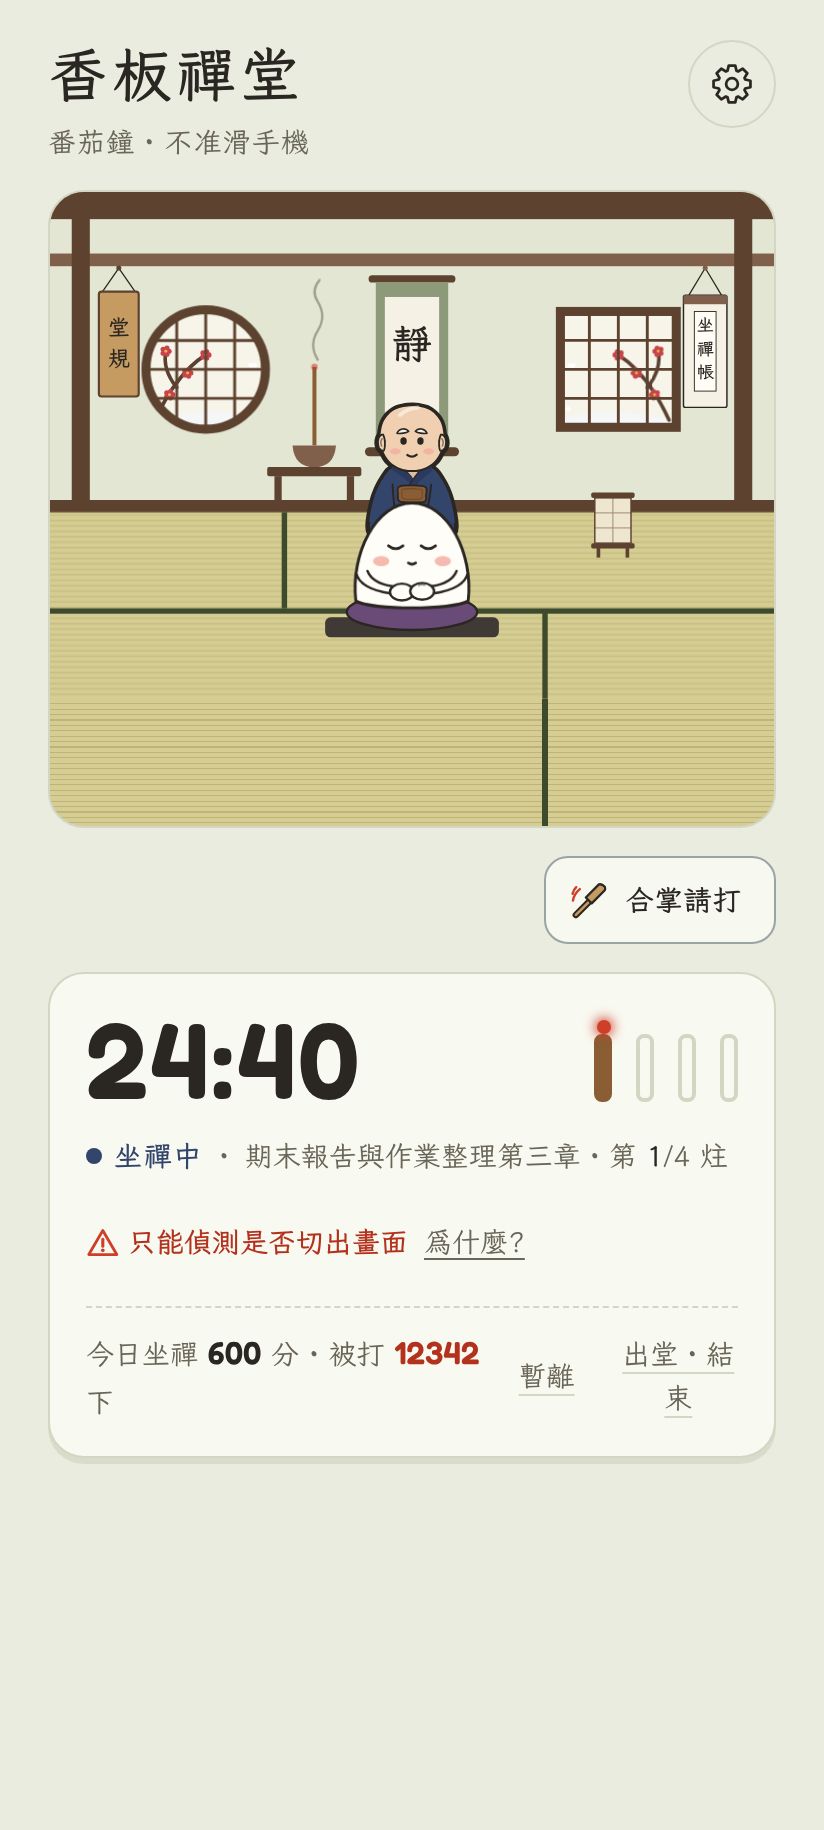 香板禪堂
番茄鐘・不准滑手機
堂規
靜
坐禪帳
合掌請打
24:40
坐禪中・期末報告與作業整理第三章・第 1/4 炷
只能偵測是否切出畫面 為什麼?
今日坐禪 600 分・被打 12342
下
暫離
出堂・結
束